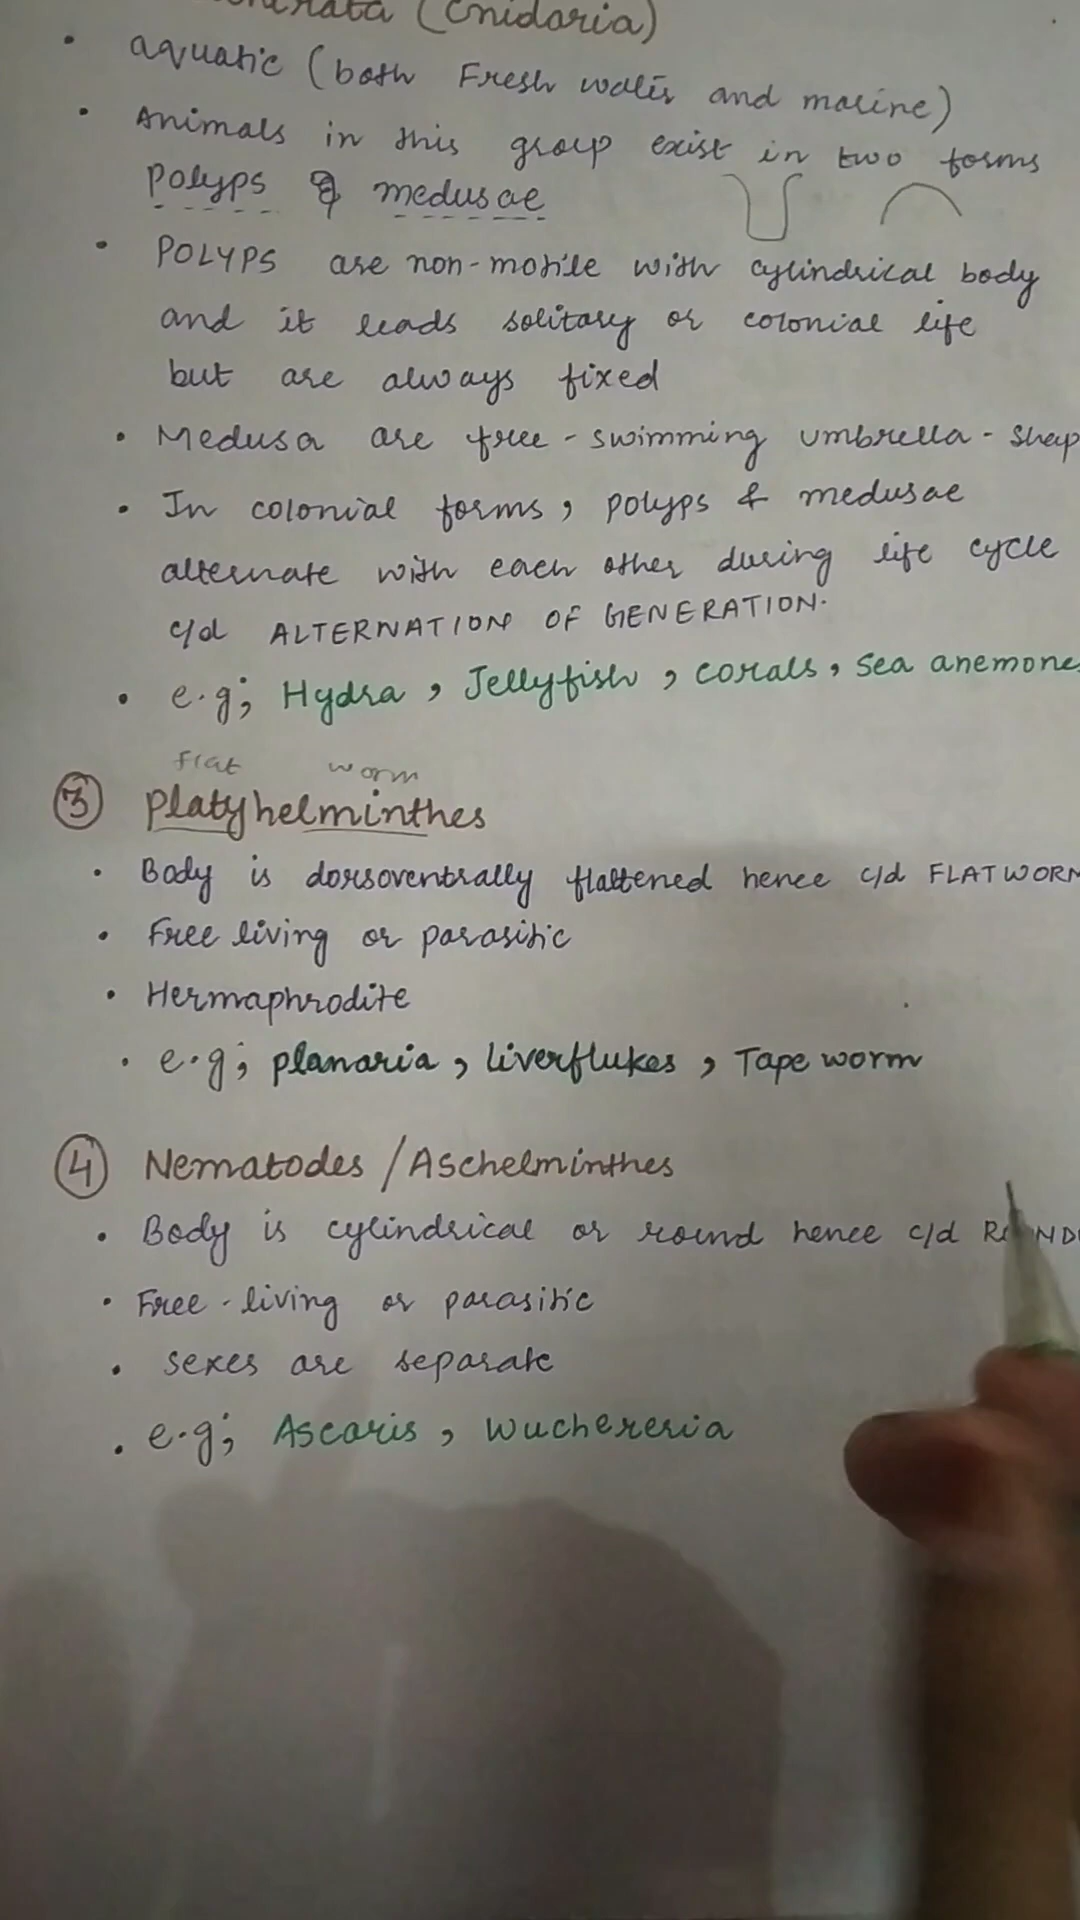 (Cnidaria)
• aquatic (both Fresh water and marine)
• Animals in this group exist in two forms
Polyps & medusae
• POLYPS are non-motile with cylindrical body
and it leads solitary or colonial life
but are always fixed
• Medusa are free-swimming umbrella-shap
• In colonial forms, polyps & medusae
alternate with each other during life cycle
c/d ALTERNATION OF GENERATION.
• e.g; Hydra, Jellyfish, corals, sea anemone
flat worm
③ Platyhelminthes
• Body is dorsoventrally flattened hence c/d FLATWORM
• Free living or parasitic
• Hermaphrodite
• e.g; planaria, liverflukes, Tape worm
④ Nematodes/Aschelminthes
• Body is cylindrical or round hence c/d
• Free-living or parasitic
• sexes are separate
• e.g; Ascaris, Wuchereria